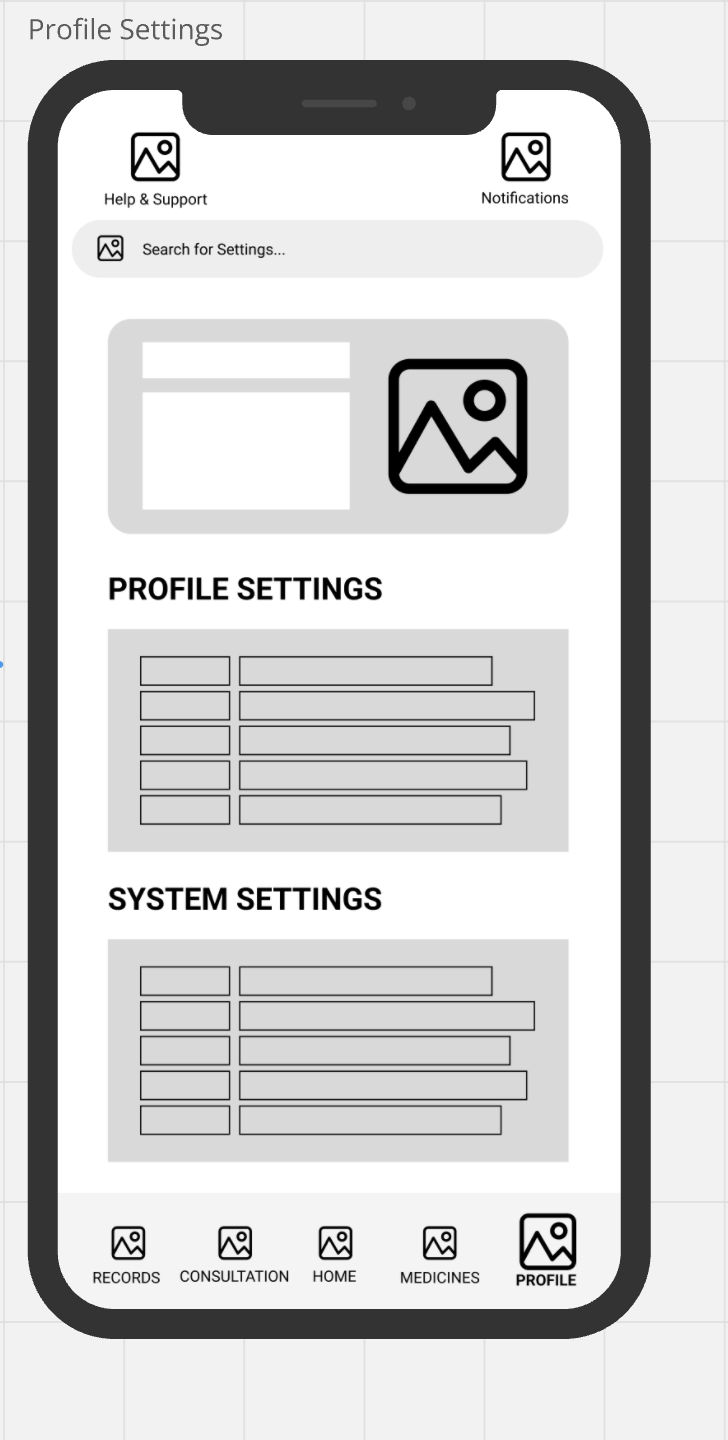 Profile Settings
Help & Support
Notifications
Search for Settings...
PROFILE SETTINGS
SYSTEM SETTINGS
RECORDS
CONSULTATION
HOME
MEDICINES
PROFILE